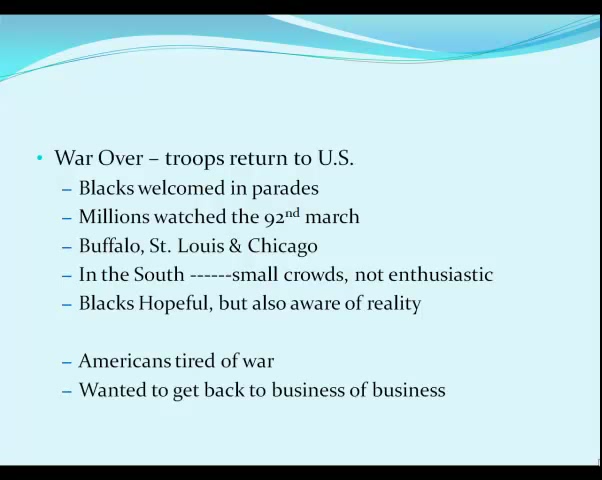 • War Over – troops return to U.S.
– Blacks welcomed in parades
– Millions watched the 92nd march
– Buffalo, St. Louis & Chicago
– In the South ------small crowds, not enthusiastic
– Blacks Hopeful, but also aware of reality
– Americans tired of war
– Wanted to get back to business of business